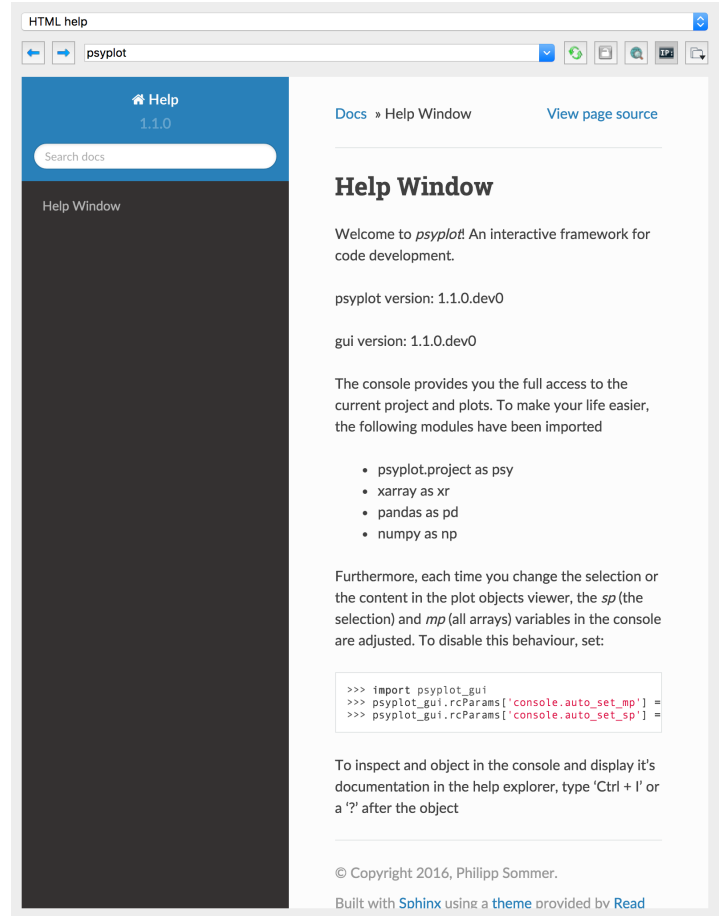 HTML help
psyplot
IP:
Help
1.1.0
Search docs
Help Window
Docs » Help Window
View page source
Help Window
Welcome to psyplot! An interactive framework for
code development.
psyplot version: 1.1.0.dev0
gui version: 1.1.0.dev0
The console provides you the full access to the
current project and plots. To make your life easier,
the following modules have been imported
• psyplot.project as psy
• xarray as xr
• pandas as pd
• numpy as np
Furthermore, each time you change the selection or
the content in the plot objects viewer, the sp (the
selection) and mp (all arrays) variables in the console
are adjusted. To disable this behaviour, set:
>>> import psyplot_gui
>>> psyplot_gui.rcParams['console.auto_set_mp'] =
>>> psyplot_gui.rcParams['console.auto_set_sp'] =
To inspect and object in the console and display it’s
documentation in the help explorer, type ‘Ctrl + I’ or
a ‘?’ after the object
© Copyright 2016, Philipp Sommer.
Built with Sphinx using a theme provided by Read